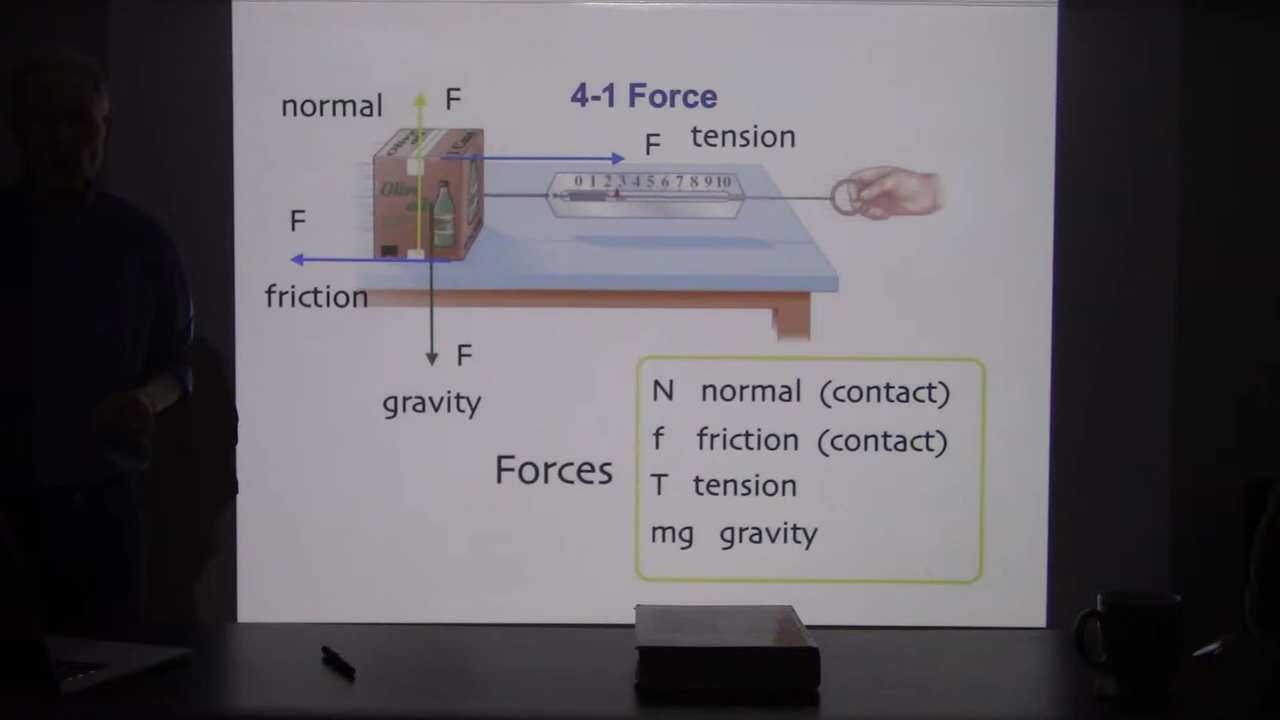 4-1 Force
normal F
F tension
0 1 2 3 4 5 6 7 8 9 10
Olive
F
friction
F
gravity
Forces
N normal (contact)
f friction (contact)
T tension
mg gravity